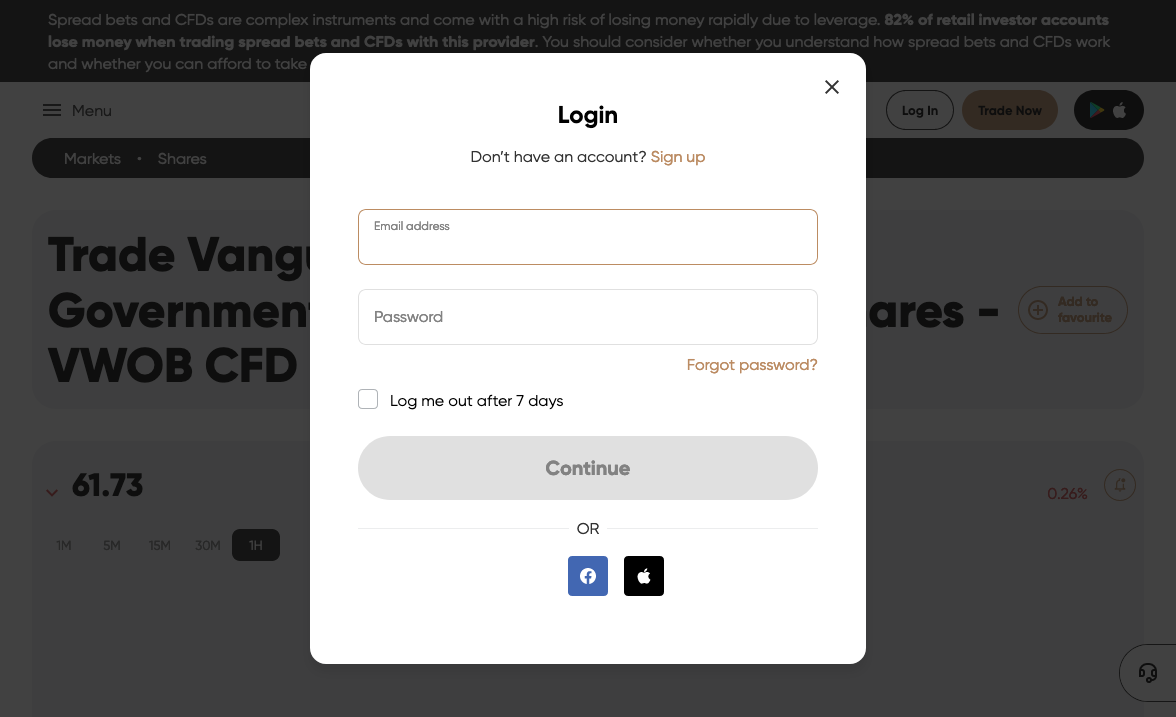 Spread bets and CFDs are complex instruments and come with a high risk of losing money rapidly due to leverage. 82% of retail investor accounts
lose money when trading spread bets and CFDs with this provider. You should consider whether you understand how spread bets and CFDs work
and whether you can afford to take
Menu
Log In
Trade Now
Markets • Shares
Login
Don't have an account? Sign up
Email address
Password
Forgot password?
Log me out after 7 days
Continue
OR
Trade
Government
ares -
VWOB CFD
Add to
favourite
61.73
0.26%
1M
5M
15M
30M
1H